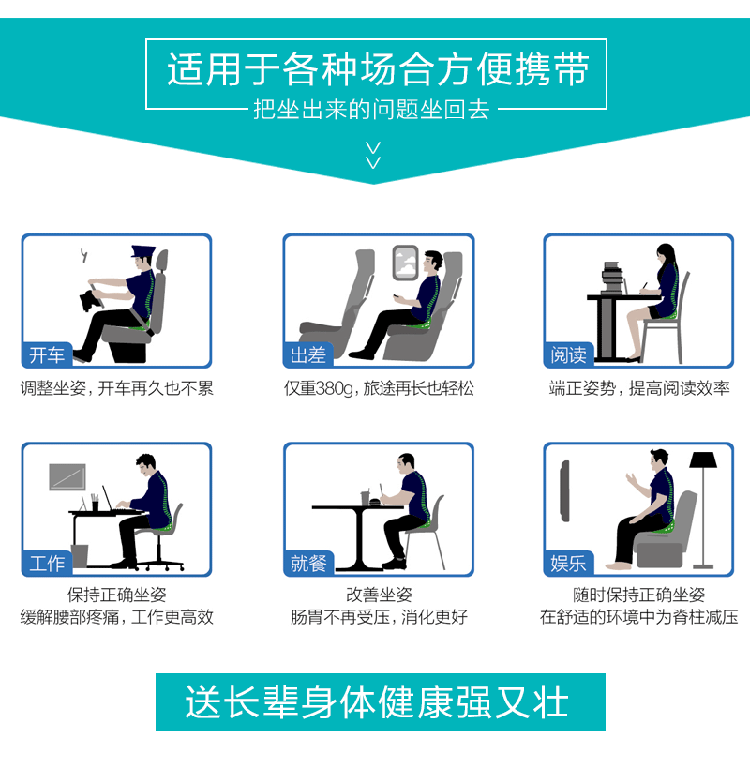 适用于各种场合方便携带
把坐出来的问题坐回去
开车
出差
阅读
调整坐姿，开车再久也不累
仅重380g，旅途再长也轻松
端正姿势，提高阅读效率
工作
就餐
娱乐
保持正确坐姿
缓解腰部疼痛，工作更高效
改善坐姿
肠胃不再受压，消化更好
随时保持正确坐姿
在舒适的环境中为脊柱减压
送长辈身体健康强又壮